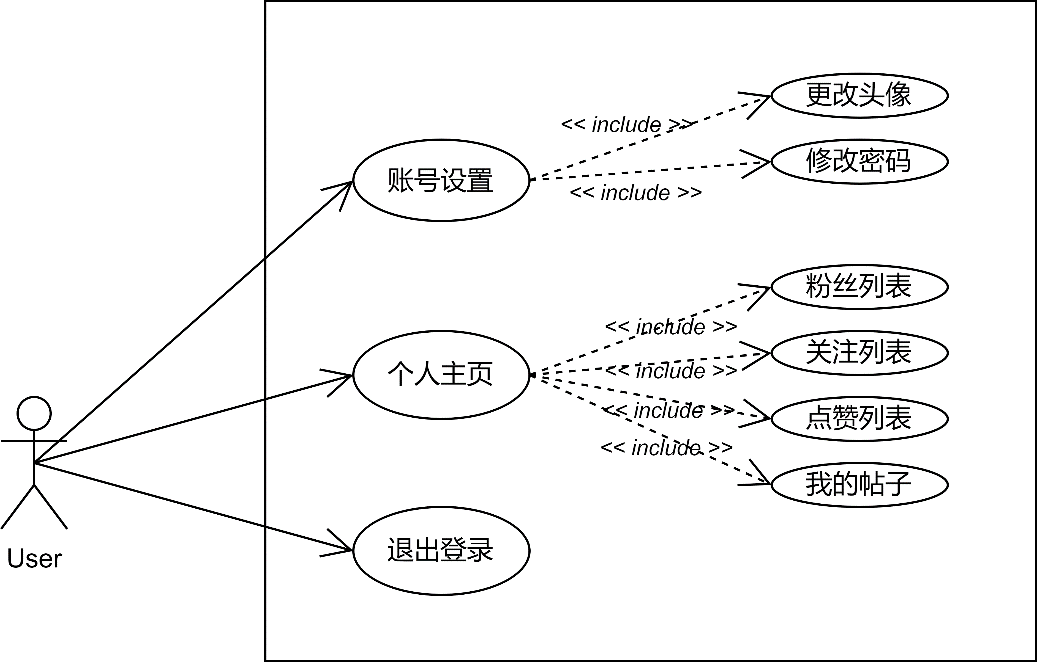 更改头像
<< include >>
修改密码
账号设置
<< include >>
粉丝列表
<< include >>
关注列表
个人主页
<< include >>
点赞列表
<< include >>
<< include >>
我的帖子
退出登录
User